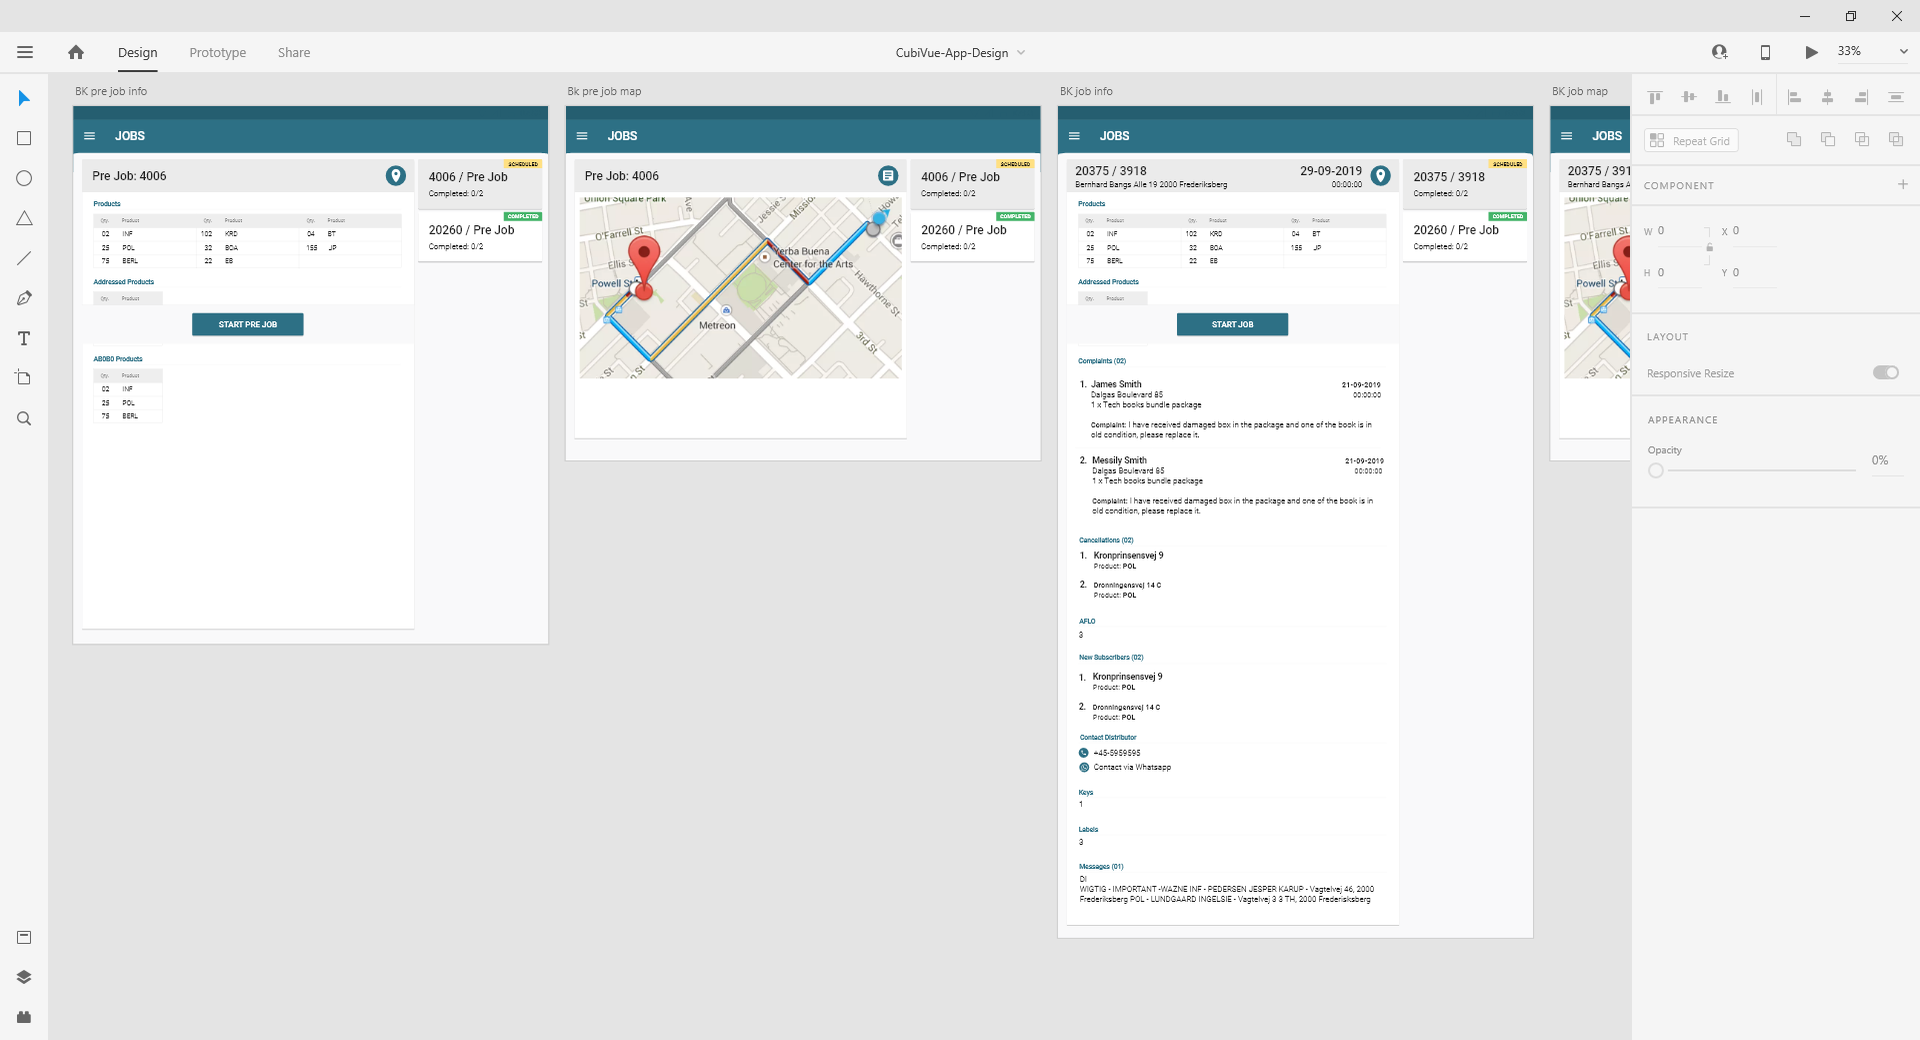 Design
Prototype
Share
CubiVue-App-Design
33%
BK pre job info
JOBS
Pre Job: 4006
Products
Qty. Product Qty. Product Qty. Product
02 INF 102 KRD 04 BT
25 POL 32 BOA 155 JP
75 BERL 22 EB
Addressed Products
Qty. Product
START PRE JOB
AB0B0 Products
Qty. Product
02 INF
25 POL
75 BERL
SCHEDULED
4006 / Pre Job
Completed: 0/2
COMPLETED
20260 / Pre Job
Completed: 0/2
Bk pre job map
JOBS
Pre Job: 4006
Union Square Park
O'Farrell St
Ellis St
Powell St
Jessie St
Mission
Ave
Howard
Yerba Buena
Center for the Arts
Hawthorne St
Metreon
3rd St
SCHEDULED
4006 / Pre Job
Completed: 0/2
COMPLETED
20260 / Pre Job
Completed: 0/2
BK job info
JOBS
20375 / 3918
29-09-2019
Bernhard Bangs Alle 19 2000 Frederiksberg
00:00:00
Products
Qty. Product Qty. Product Qty. Product
02 INF 102 KRD 04 BT
25 POL 32 BOA 155 JP
75 BERL 22 EB
Addressed Products
Qty. Product
START JOB
Complaints (02)
1. James Smith 21-09-2019
Dalgas Boulevard 85 00:00:00
1 x Tech books bundle package
Complaint: I have received damaged box in the package and one of the book is in
old condition, please replace it.
2. Messily Smith 21-09-2019
Dalgas Boulevard 85 00:00:00
1 x Tech books bundle package
Complaint: I have received damaged box in the package and one of the book is in
old condition, please replace it.
Cancellations (02)
1. Kronprinsensvej 9
Product: POL
2. Dronningensvej 14 C
Product: POL
AFLO
3
New Subscribers (02)
1. Kronprinsensvej 9
Product: POL
2. Dronningensvej 14 C
Product: POL
Contact Distributor
+45-5959595
Contact via Whatsapp
Keys
1
Labels
3
Messages (01)
DI
WIGTIG - IMPORTANT -WAZNE INF - PEDERSEN JESPER KARUP - Vagtelvej 46, 2000
Frederiksberg POL - LUNDGAARD INGELSIE - Vagtelvej 3 3 TH, 2000 Frederisksberg
SCHEDULED
20375 / 3918
Completed: 0/2
COMPLETED
20260 / Pre Job
Completed: 0/2
BK job map
JOBS
20375 / 391
Bernhard Bangs A
Union Square Park
O'Farrell St
Ellis St
Powell St
Repeat Grid
COMPONENT
W 0 X 0
H 0 Y 0
LAYOUT
Responsive Resize
APPEARANCE
Opacity
0%